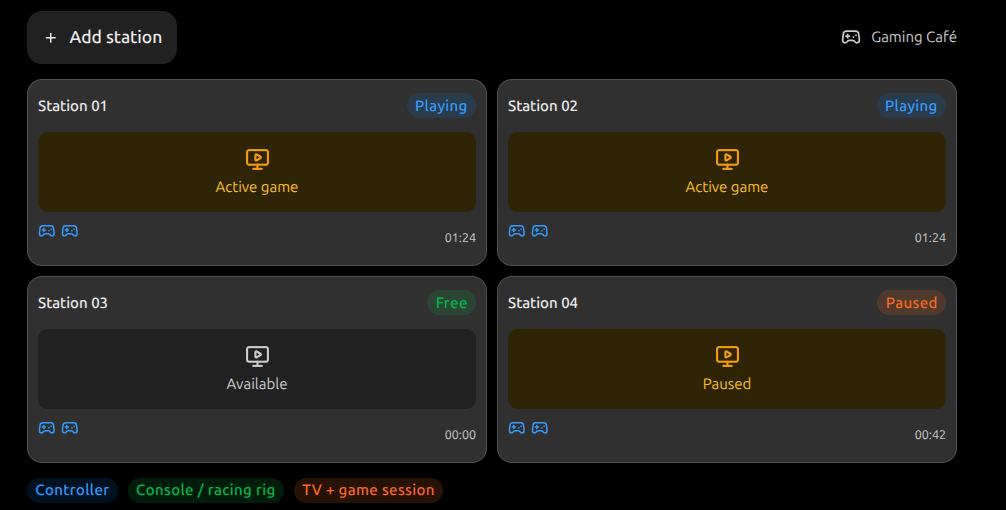 + Add station
Gaming Café
Station 01
Playing
Active game
01:24
Station 02
Playing
Active game
01:24
Station 03
Free
Available
00:00
Station 04
Paused
Paused
00:42
Controller
Console / racing rig
TV + game session